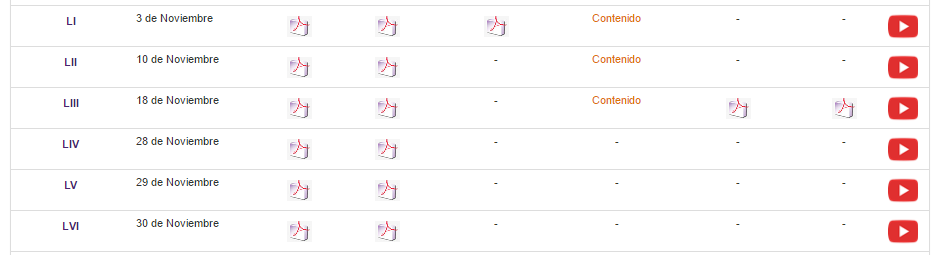 LI 3 de Noviembre Contenido - -
LII 10 de Noviembre - Contenido - -
LIII 18 de Noviembre - Contenido
LIV 28 de Noviembre - - - -
LV 29 de Noviembre - - - -
LVI 30 de Noviembre - - - -